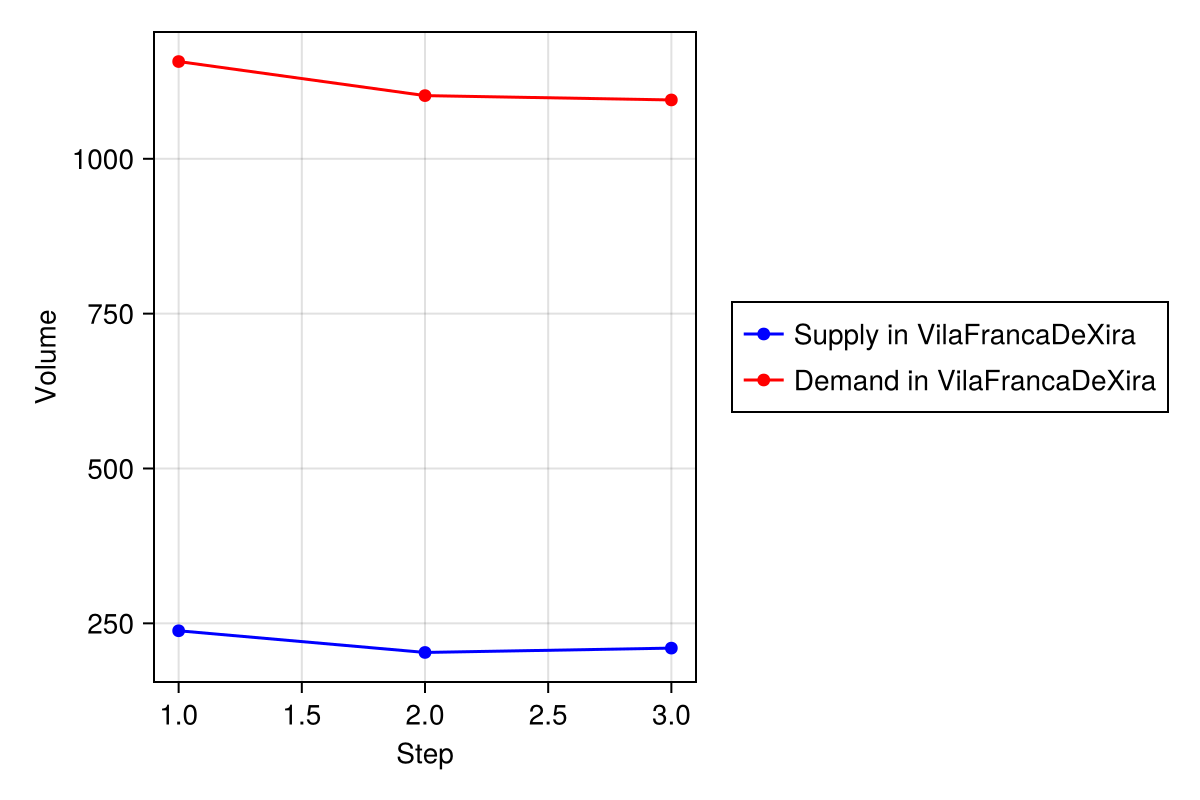 1000
750
500
250
Volume
1.0 1.5 2.0 2.5 3.0
Step
Supply in VilaFrancaDeXira
Demand in VilaFrancaDeXira